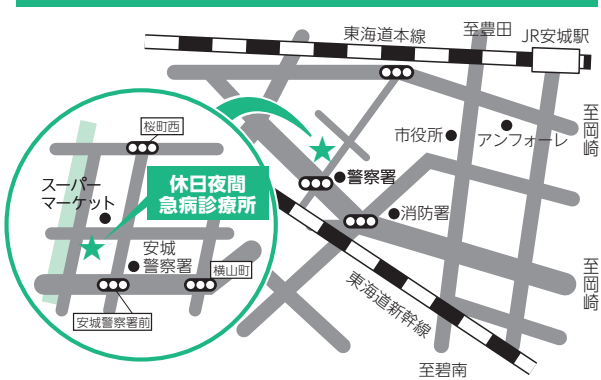 東海道本線
至豊田
JR安城駅
至岡崎
市役所
アンフォーレ
警察署
消防署
至岡崎
東海道新幹線
至碧南
桜町西
スーパー
マーケット
休日夜間
急病診療所
安城
警察署
横山町
安城警察署前